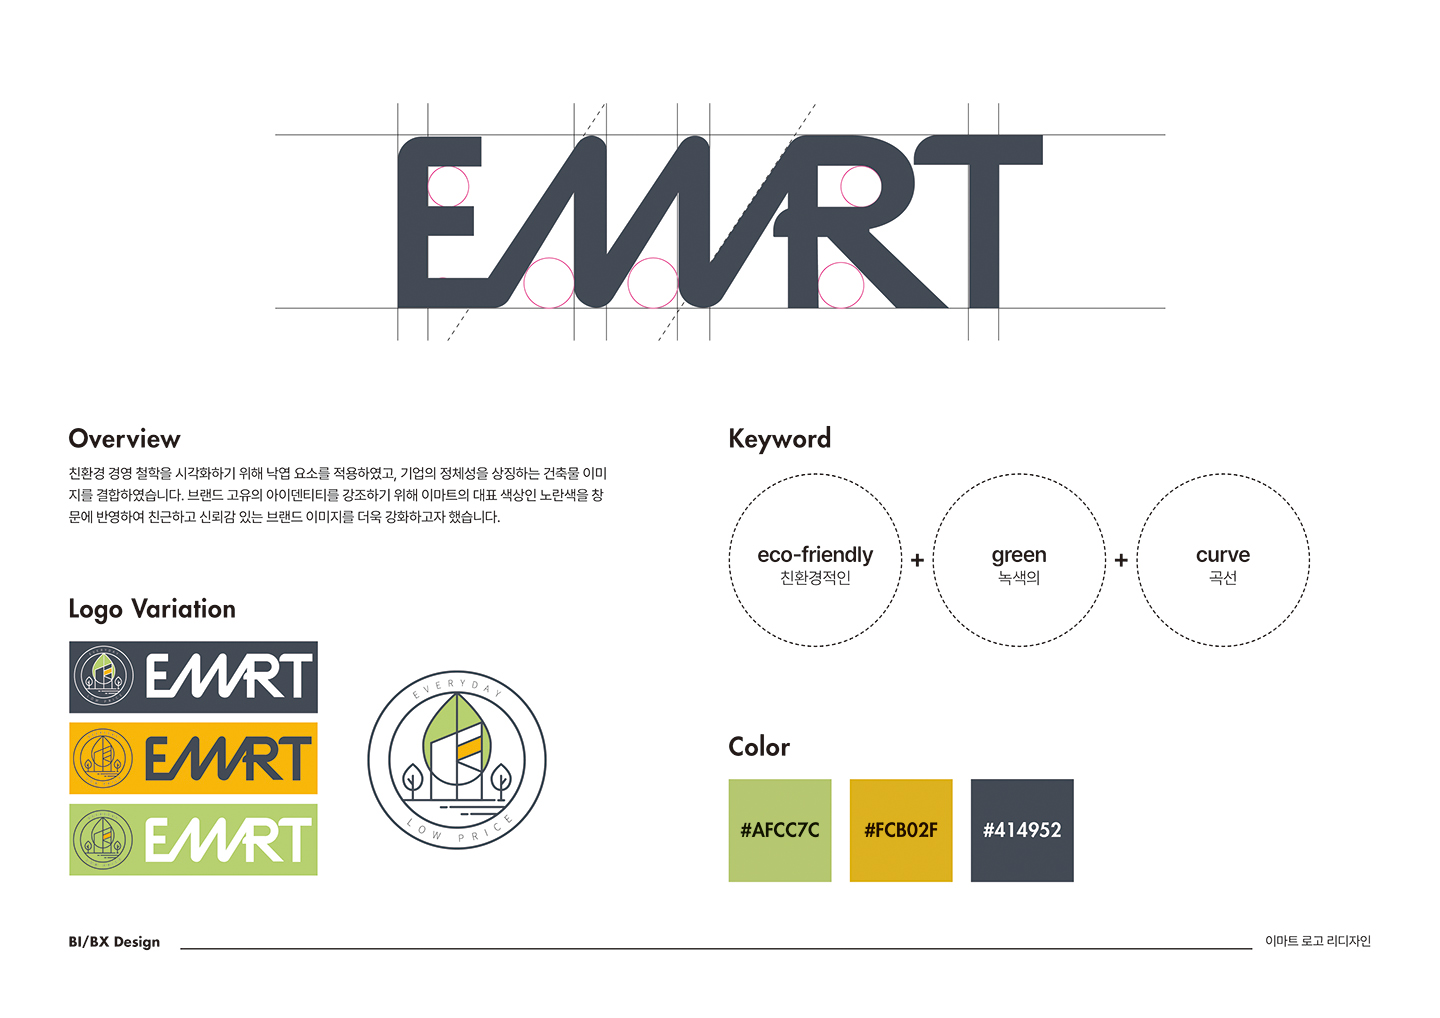 EMART
Overview
친환경 경영 철학을 시각화하기 위해 낙엽 요소를 적용하였고, 기업의 정체성을 상징하는 건축물 이미
지를 결합하였습니다. 브랜드 고유의 아이덴티티를 강조하기 위해 이마트의 대표 색상인 노란색을 창
문에 반영하여 친근하고 신뢰감 있는 브랜드 이미지를 더욱 강화하고자 했습니다.
Keyword
eco-friendly
친환경적인
+
green
녹색의
+
curve
곡선
Logo Variation
EMART
EMART
EMART
EVERYDAY
LOW PRICE
Color
#AFCC7C
#FCB02F
#414952
BI/BX Design
이마트 로고 리디자인